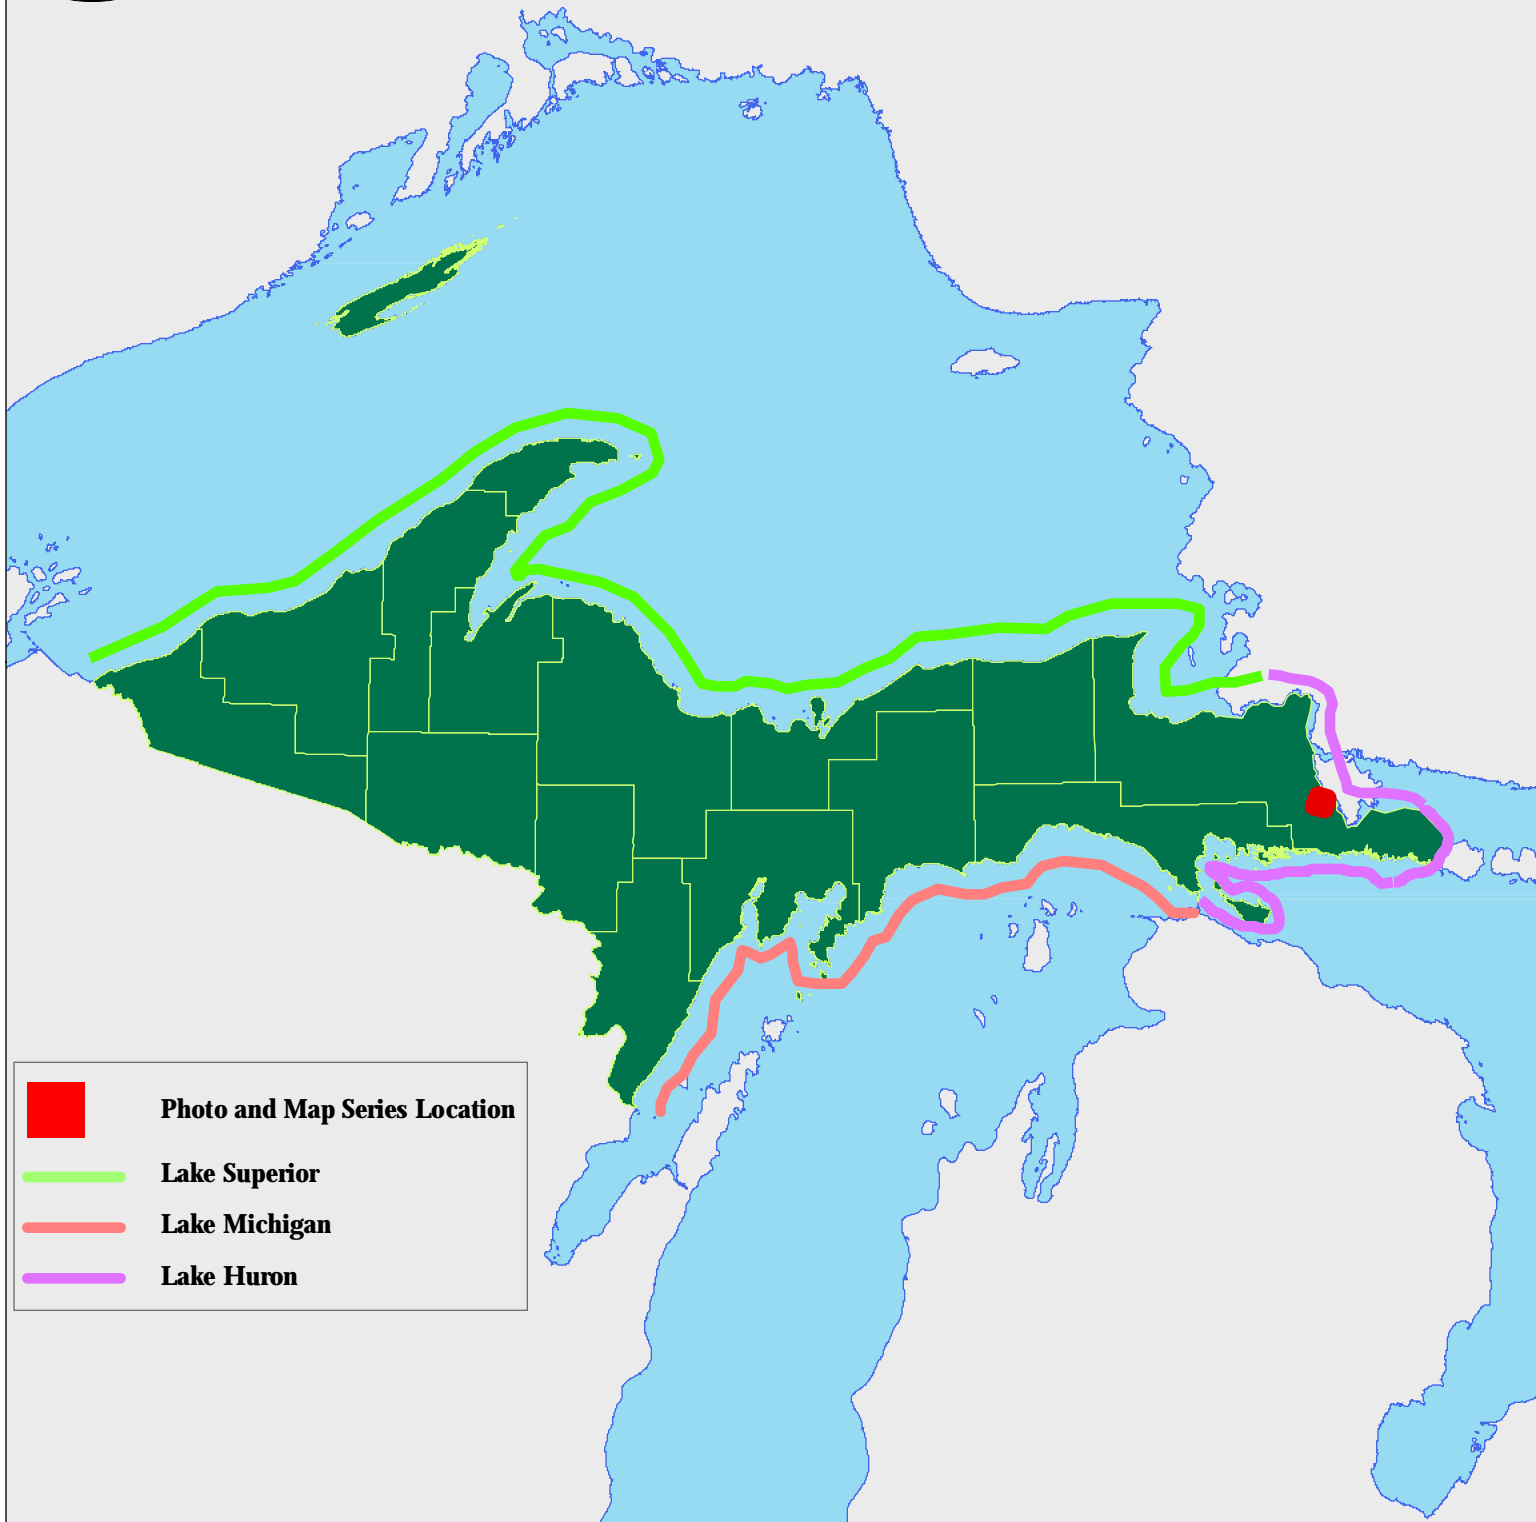 Photo and Map Series Location
Lake Superior
Lake Michigan
Lake Huron